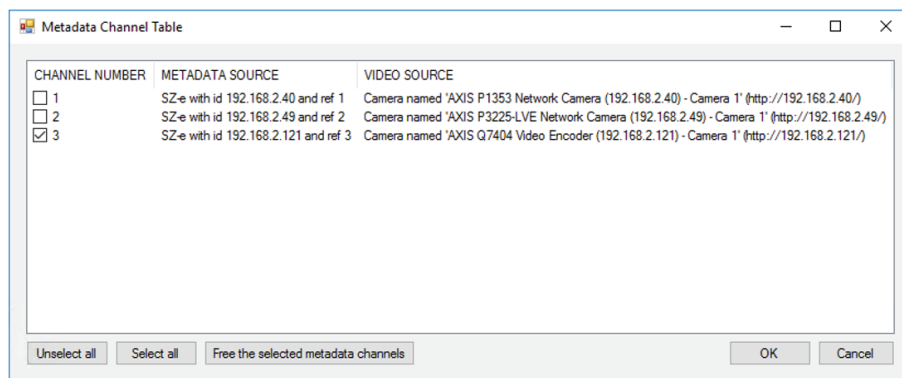 Metadata Channel Table
CHANNEL NUMBER METADATA SOURCE VIDEO SOURCE
1 SZ-e with id 192.168.2.40 and ref 1 Camera named 'AXIS P1353 Network Camera (192.168.2.40) - Camera 1' (http://192.168.2.40/)
2 SZ-e with id 192.168.2.49 and ref 2 Camera named 'AXIS P3225-LVE Network Camera (192.168.2.49) - Camera 1' (http://192.168.2.49/)
3 SZ-e with id 192.168.2.121 and ref 3 Camera named 'AXIS Q7404 Video Encoder (192.168.2.121) - Camera 1' (http://192.168.2.121/)
Unselect all Select all Free the selected metadata channels OK Cancel